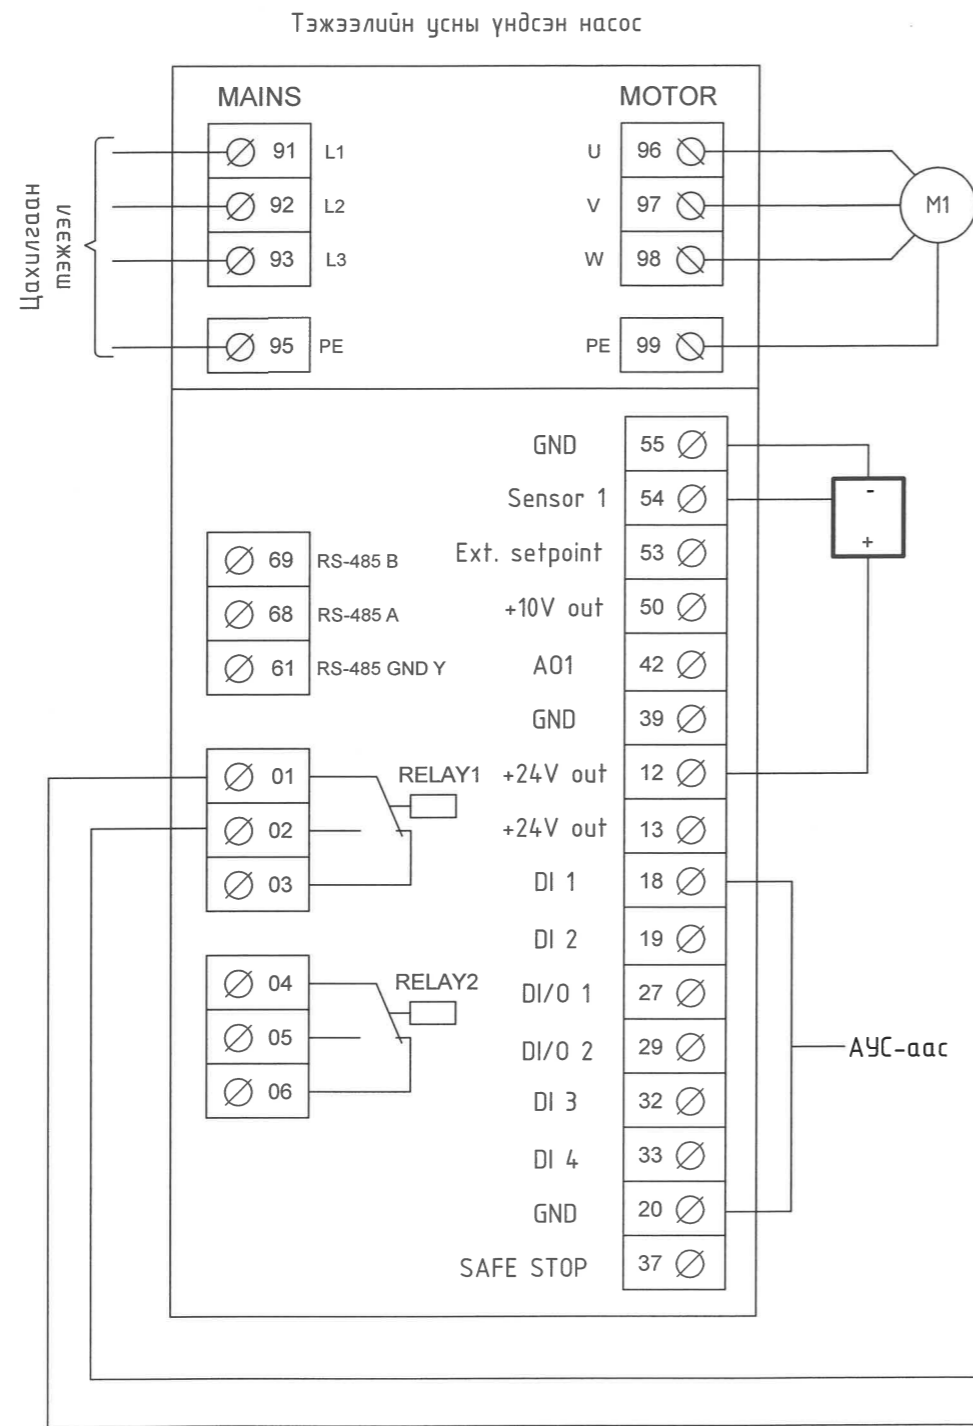 Тэжээлийн усны үндсэн насос
MAINS
MOTOR
91 L1
92 L2
93 L3
95 PE
Цахилгаан
тэжээл
U 96
V 97
W 98
PE 99
M1
GND 55
Sensor 1 54
Ext. setpoint 53
+10V out 50
AO1 42
GND 39
+24V out 12
+24V out 13
DI 1 18
DI 2 19
DI/O 1 27
DI/O 2 29
DI 3 32
DI 4 33
GND 20
SAFE STOP 37
-
+
69 RS-485 B
68 RS-485 A
61 RS-485 GND Y
01 RELAY1
02
03
04 RELAY2
05
06
АУС-аас